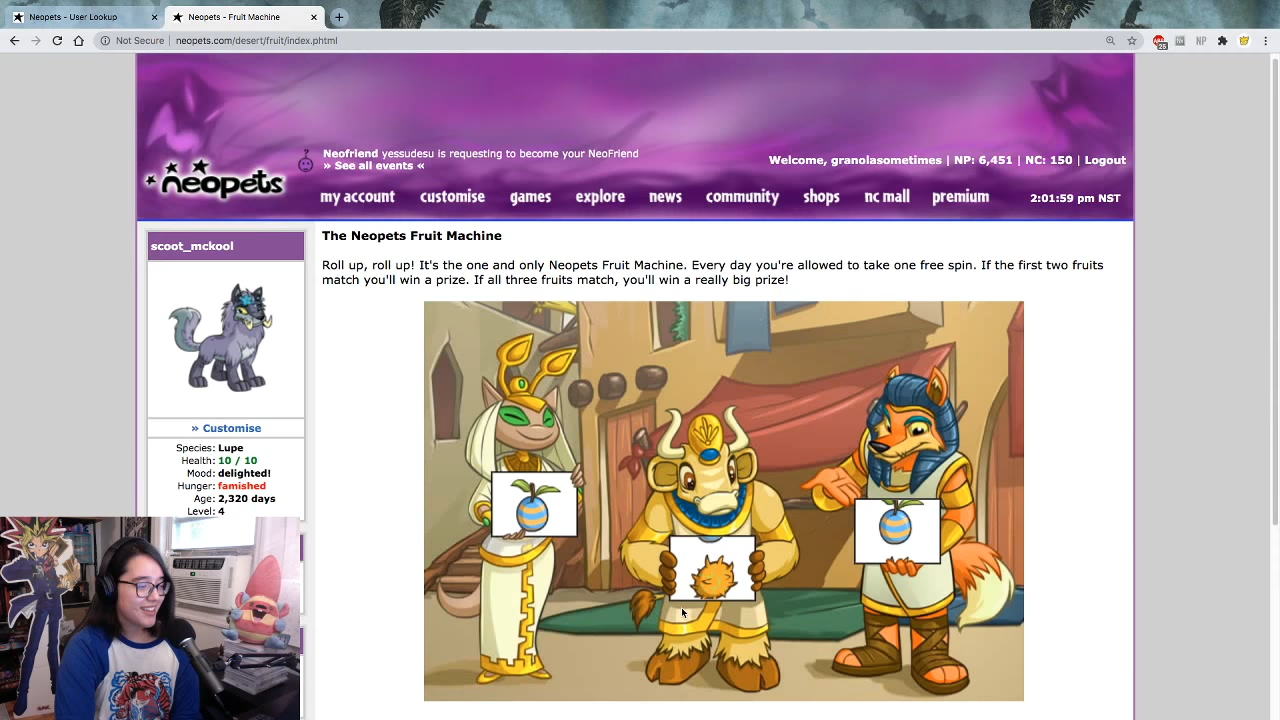 Neopets - User Lookup
Neopets - Fruit Machine
Not Secure
neopets.com/desert/fruit/index.phtml
NP
Neofriend yessudesu is requesting to become your NeoFriend
» See all events «
Welcome, granolasometimes | NP: 6,451 | NC: 150 | Logout
neopets
my account
customise
games
explore
news
community
shops
nc mall
premium
2:01:59 pm NST
scoot_mckool
» Customise
Species: Lupe
Health: 10 / 10
Mood: delighted!
Hunger: famished
Age: 2,320 days
Level: 4
The Neopets Fruit Machine
Roll up, roll up! It's the one and only Neopets Fruit Machine. Every day you're allowed to take one free spin. If the first two fruits
match you'll win a prize. If all three fruits match, you'll win a really big prize!